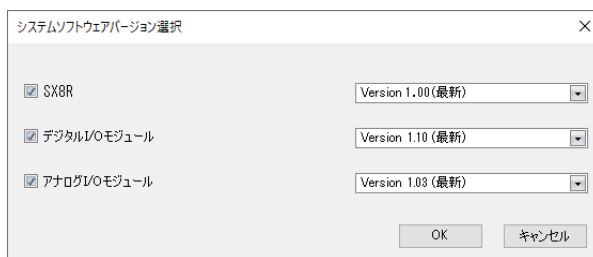 システムソフトウェアバージョン選択
SX8R
Version 1.00(最新)
デジタルI/Oモジュール
Version 1.10 (最新)
アナログI/Oモジュール
Version 1.03 (最新)
OK
キャンセル